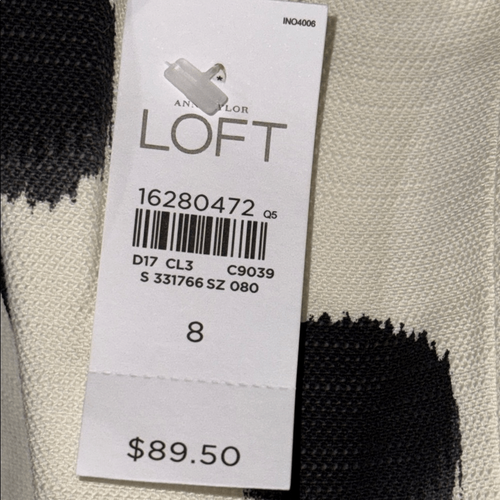 INO4006
LOFT
16280472 Q5
D17 CL3 C9039
S 331766 SZ 080
8
$89.50